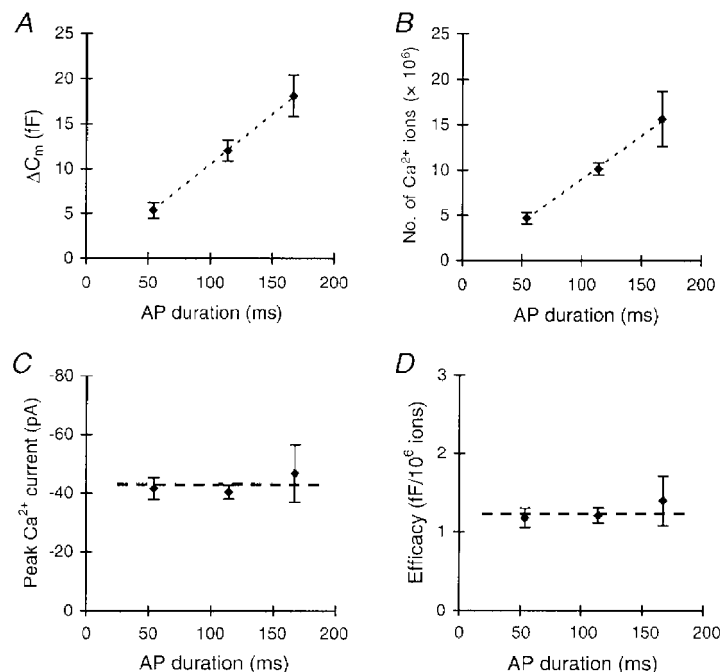 A
B
25
20
15
10
5
0
ΔCₘ (fF)
0 50 100 150 200
AP duration (ms)
25
20
15
10
5
0
No. of Ca²⁺ ions (× 10⁶)
0 50 100 150 200
AP duration (ms)
C
D
-80
-60
-40
-20
0
Peak Ca²⁺ current (pA)
0 50 100 150 200
AP duration (ms)
3
2
1
0
Efficacy (fF/10⁶ ions)
0 50 100 150 200
AP duration (ms)